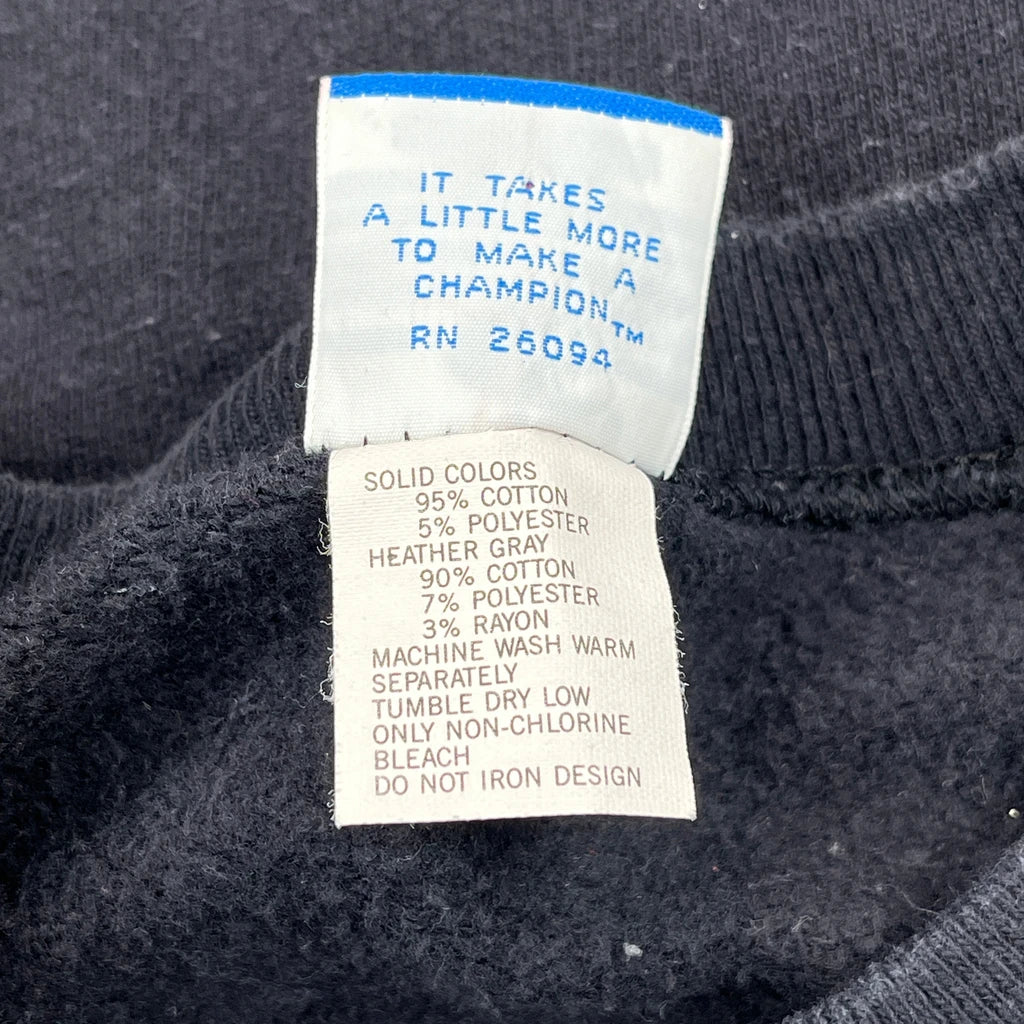 IT TAKES
A LITTLE MORE
TO MAKE A
CHAMPION™
RN 26094
SOLID COLORS
95% COTTON
5% POLYESTER
HEATHER GRAY
90% COTTON
7% POLYESTER
3% RAYON
MACHINE WASH WARM
SEPARATELY
TUMBLE DRY LOW
ONLY NON-CHLORINE
BLEACH
DO NOT IRON DESIGN